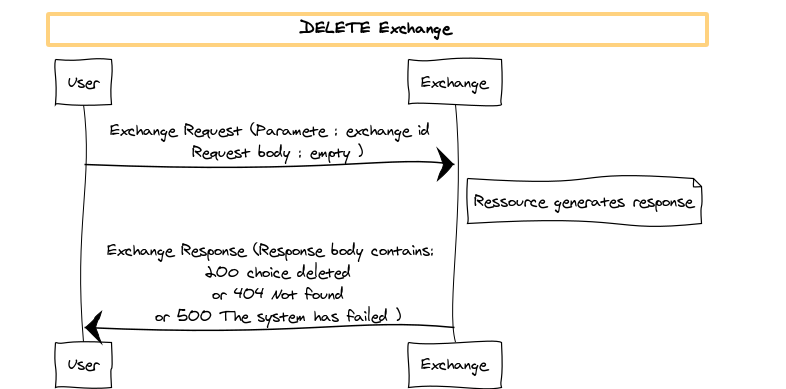 DELETE Exchange
User
Exchange
Exchange Request (Paramete : exchange id
Request body : empty )
Ressource generates response
Exchange Response (Response body contains:
200 choice deleted
or 404 Not found
or 500 The system has failed )
User
Exchange